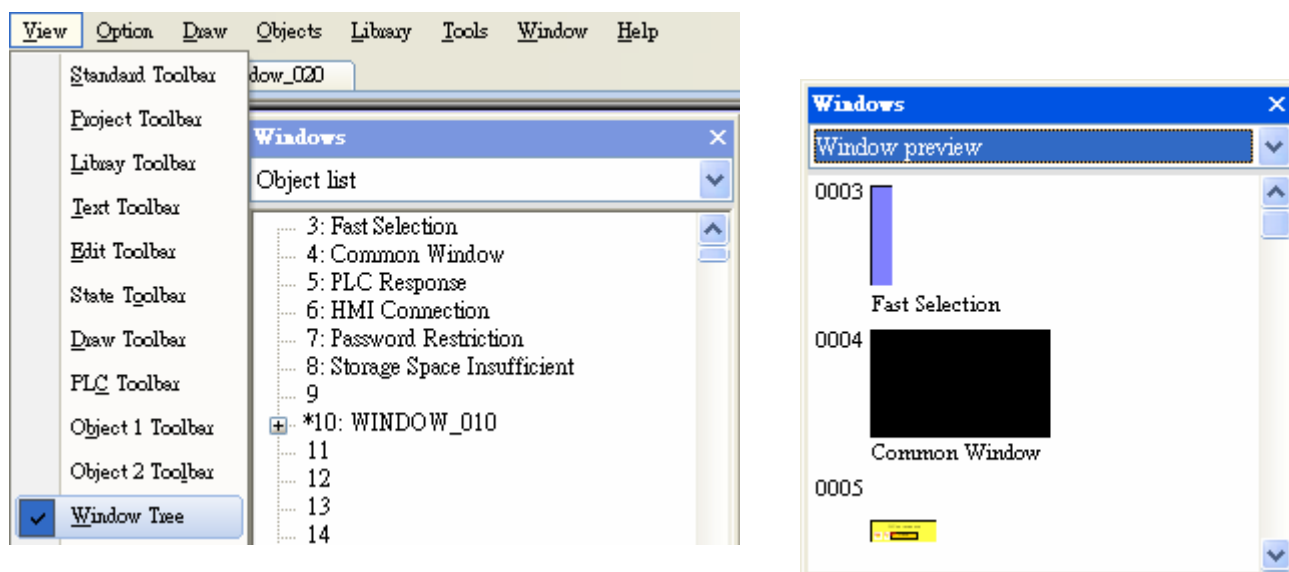 View Option Draw Objects Library Tools Window Help
Standard Toolbar
Project Toolbar
Libray Toolbar
Text Toolbar
Edit Toolbar
State Toolbar
Draw Toolbar
PLC Toolbar
Object 1 Toolbar
Object 2 Toolbar
Window Tree
dow_020
Windows
Object list
3: Fast Selection
4: Common Window
5: PLC Response
6: HMI Connection
7: Password Restriction
8: Storage Space Insufficient
9
*10: WINDOW_010
11
12
13
14
Windows
Window preview
0003
Fast Selection
0004
Common Window
0005